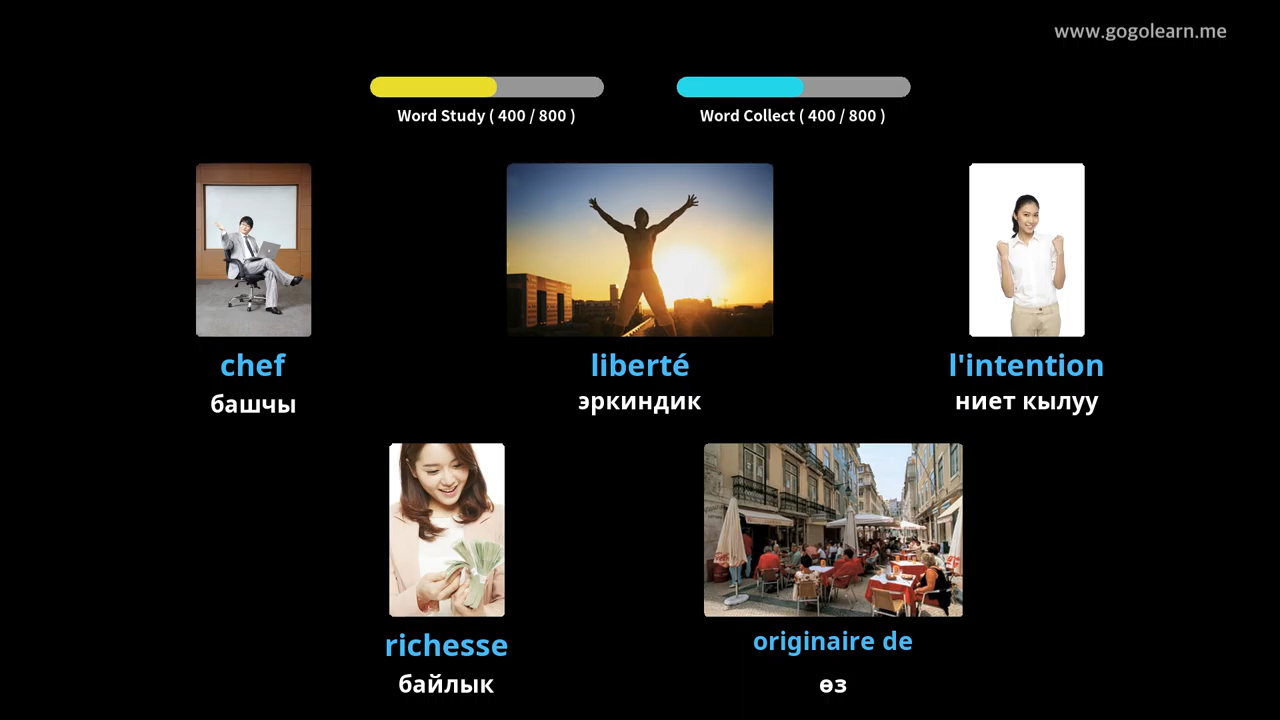 www.gogolearn.me
Word Study ( 400 / 800 )
Word Collect ( 400 / 800 )
chef
башчы
liberté
эркиндик
l'intention
ниет кылуу
richesse
байлык
originaire de
өз